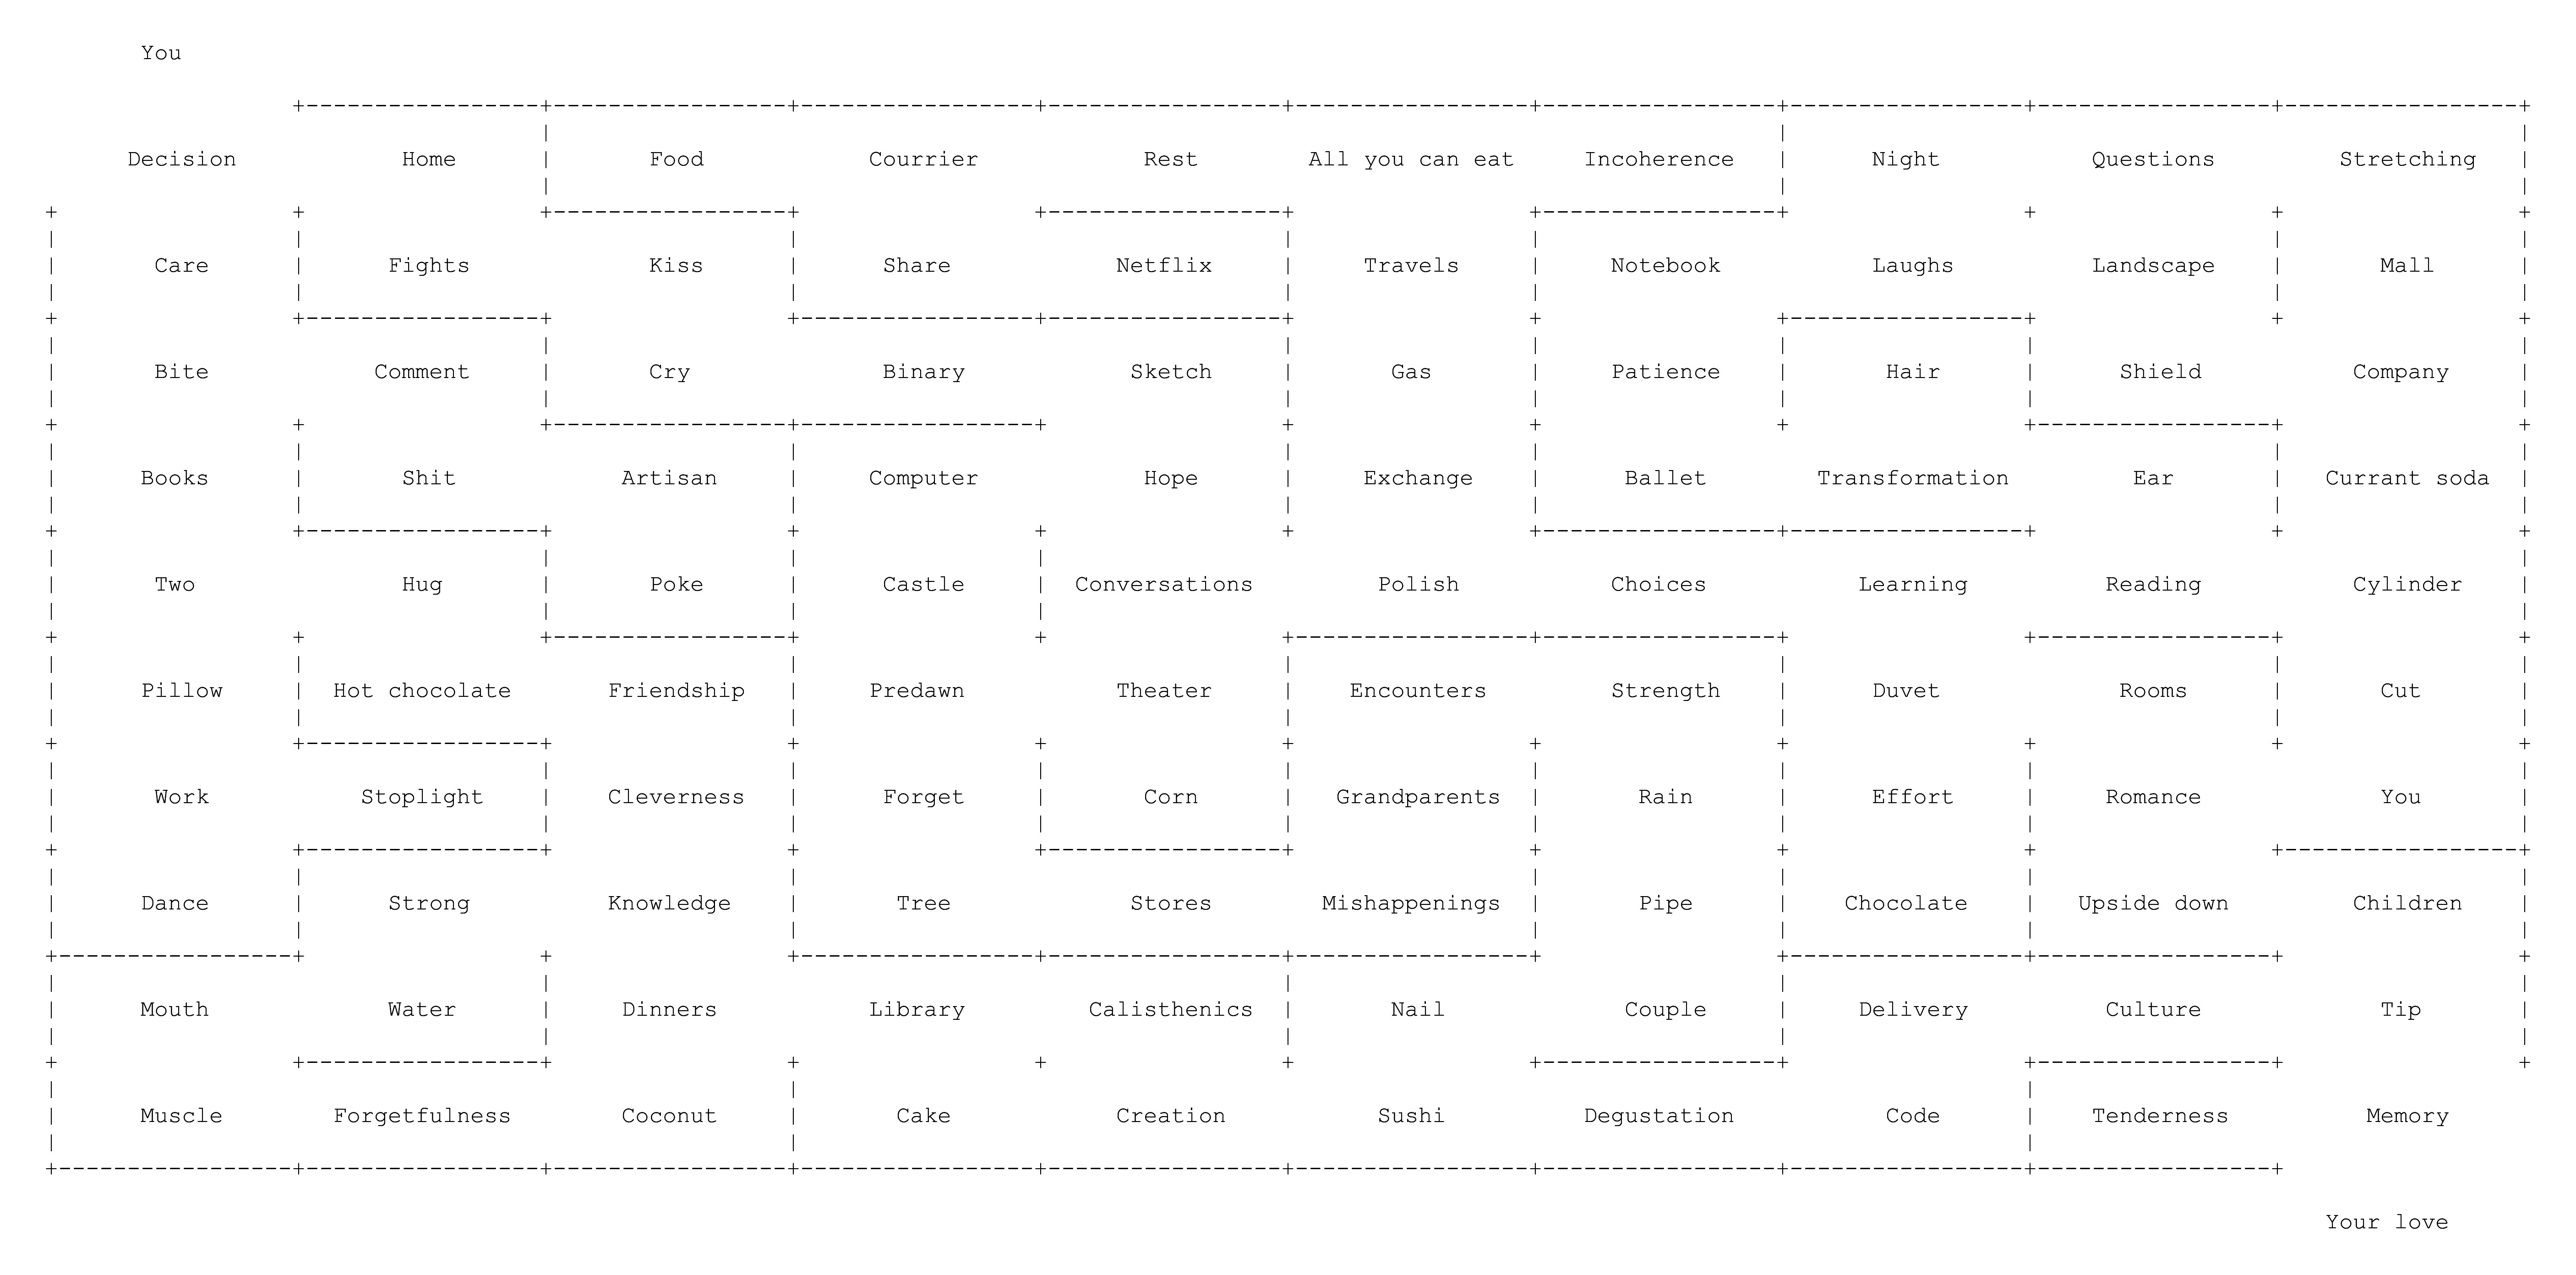 You
Decision Home Food Courrier Rest All you can eat Incoherence Night Questions Stretching
Care Fights Kiss Share Netflix Travels Notebook Laughs Landscape Mall
Bite Comment Cry Binary Sketch Gas Patience Hair Shield Company
Books Shit Artisan Computer Hope Exchange Ballet Transformation Ear Currant soda
Two Hug Poke Castle Conversations Polish Choices Learning Reading Cylinder
Pillow Hot chocolate Friendship Predawn Theater Encounters Strength Duvet Rooms Cut
Work Stoplight Cleverness Forget Corn Grandparents Rain Effort Romance You
Dance Strong Knowledge Tree Stores Mishappenings Pipe Chocolate Upside down Children
Mouth Water Dinners Library Calisthenics Nail Couple Delivery Culture Tip
Muscle Forgetfulness Coconut Cake Creation Sushi Degustation Code Tenderness Memory
Your love